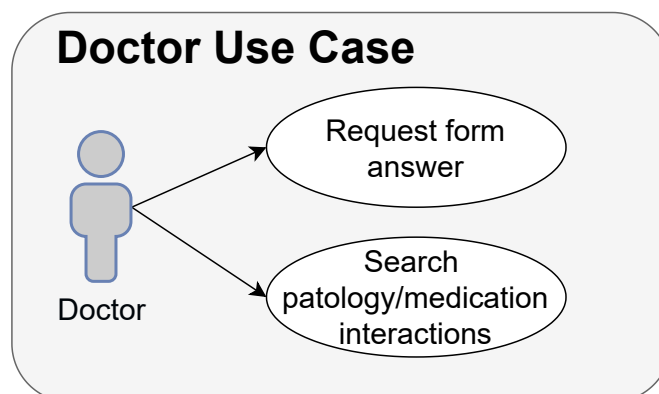 Doctor Use Case
Request form
answer
Search
patology/medication
interactions
Doctor